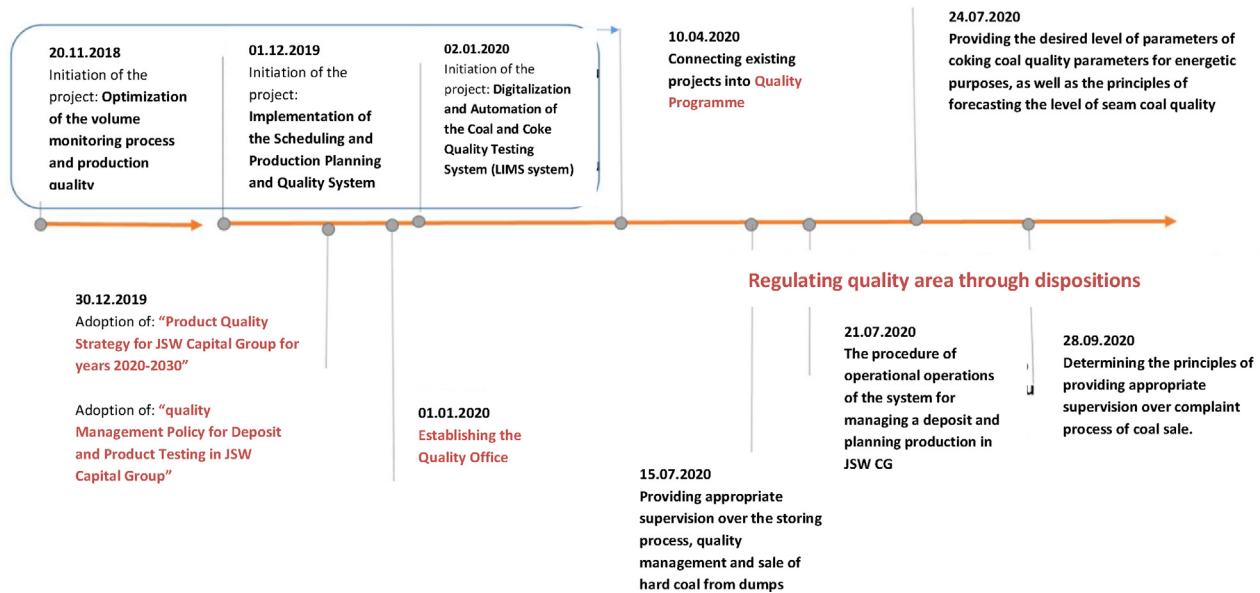 20.11.2018
Initiation of the
project: Optimization
of the volume
monitoring process
and production
quality
01.12.2019
Initiation of the
project:
Implementation of
the Scheduling and
Production Planning
and Quality System
02.01.2020
Initiation of the
project: Digitalization
and Automation of
the Coal and Coke
Quality Testing
System (LIMS system)
10.04.2020
Connecting existing
projects into Quality
Programme
24.07.2020
Providing the desired level of parameters of
coking coal quality parameters for energetic
purposes, as well as the principles of
forecasting the level of seam coal quality
30.12.2019
Adoption of: “Product Quality
Strategy for JSW Capital Group for
years 2020-2030”
Adoption of: “quality
Management Policy for Deposit
and Product Testing in JSW
Capital Group”
01.01.2020
Establishing the
Quality Office
Regulating quality area through dispositions
15.07.2020
Providing appropriate
supervision over the storing
process, quality
management and sale of
hard coal from dumps
21.07.2020
The procedure of
operational operations
of the system for
managing a deposit and
planning production in
JSW CG
28.09.2020
Determining the principles of
providing appropriate
supervision over complaint
process of coal sale.